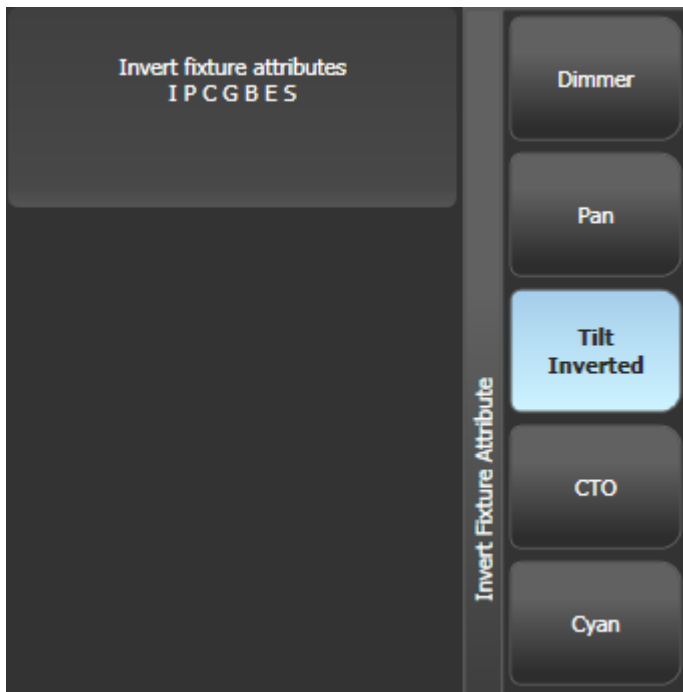 Invert fixture attributes
I P C G B E S
Invert Fixture Attribute
Dimmer
Pan
Tilt
Inverted
CTO
Cyan